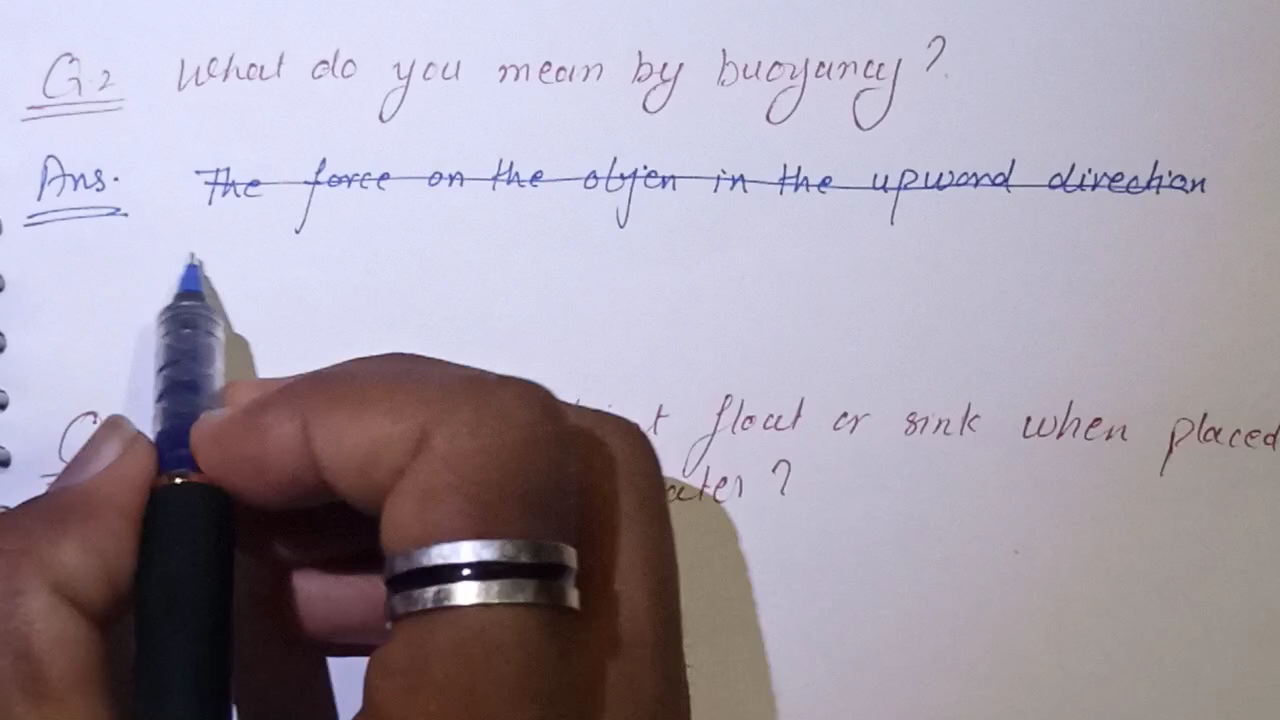 Q.2 What do you mean by buoyancy ?
Ans. The force on the objen in the upward direction
float or sink when placed
?